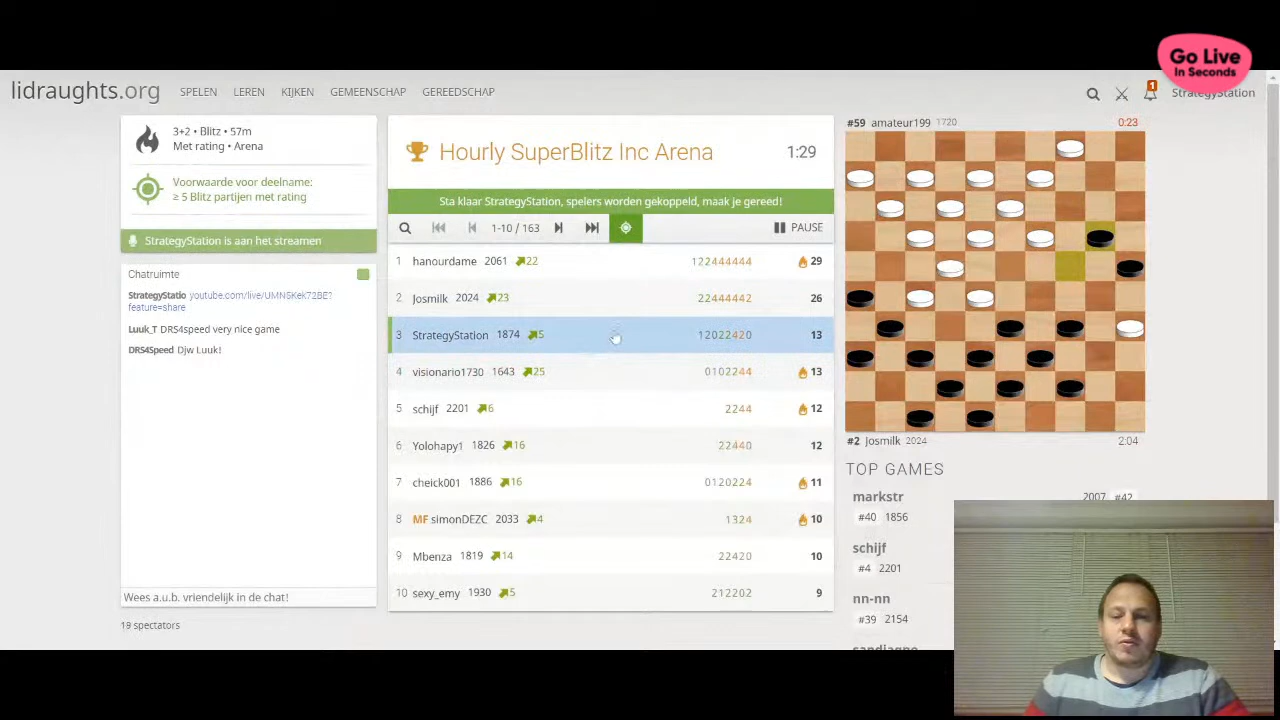 Go Live
In Seconds
lidraughts.org
SPELEN LEREN KIJKEN GEMEENSCHAP GEREEDSCHAP
1
StrategyStation
3+2 • Blitz • 57m
Met rating • Arena
Voorwaarde voor deelname:
≥ 5 Blitz partijen met rating
StrategyStation is aan het streamen
Chatruimte
StrategyStatio youtube.com/live/UMN5Kek72BE?
feature=share
Luuk_T DRS4speed very nice game
DRS4Speed Djw Luuk!
Wees a.u.b. vriendelijk in de chat!
19 spectators
Hourly SuperBlitz Inc Arena 1:29
Sta klaar StrategyStation, spelers worden gekoppeld, maak je gereed!
1-10 / 163 PAUSE
1 hanourdame 2061 22 122444444 29
2 Josmilk 2024 23 22444442 26
3 StrategyStation 1874 5 12022420 13
4 visionario1730 1643 25 0102244 13
5 schijf 2201 6 2244 12
6 Yolohapy1 1826 16 22440 12
7 cheick001 1886 16 0120224 11
8 MF simonDEZC 2033 4 1324 10
9 Mbenza 1819 14 22420 10
10 sexy_emy 1930 5 212202 9
#59 amateur199 1720 0:23
#2 Josmilk 2024 2:04
TOP GAMES
markstr 2007 #42
#40 1856
schijf
#4 2201
nn-nn
#39 2154